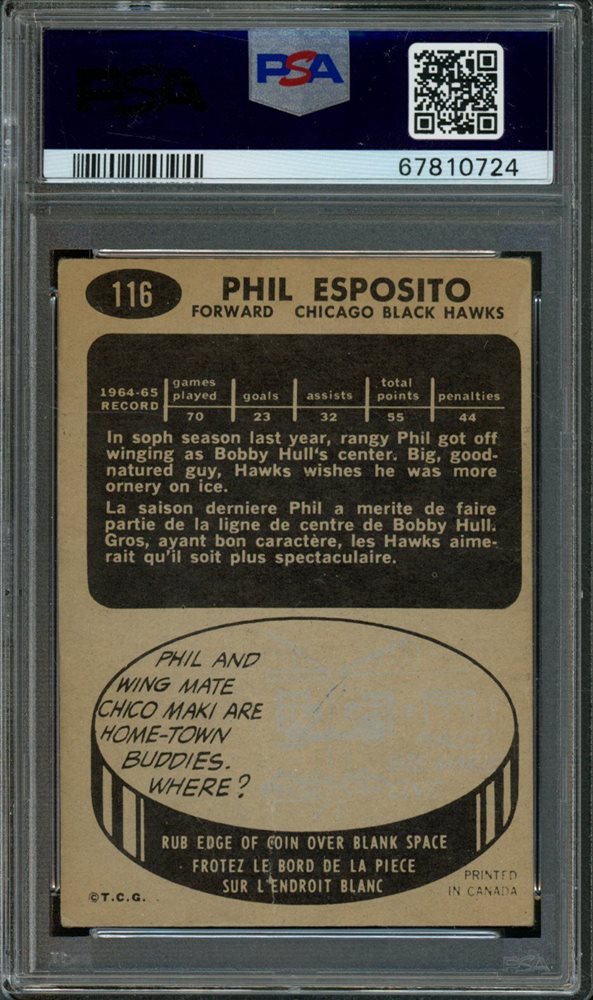 PSA
PSA
67810724
116
PHIL ESPOSITO
FORWARD CHICAGO BLACK HAWKS
1964-65 RECORD games played goals assists total points penalties
70 23 32 55 44
In soph season last year, rangy Phil got off
winging as Bobby Hull's center. Big, good-
natured guy, Hawks wishes he was more
ornery on ice.
La saison derniere Phil a merite de faire
partie de la ligne de centre de Bobby Hull.
Gros, ayant bon caractère, les Hawks aime-
rait qu'il soit plus spectaculaire.
PHIL AND
WING MATE
CHICO MAKI ARE
HOME-TOWN
BUDDIES.
WHERE?
RUB EDGE OF COIN OVER BLANK SPACE
FROTEZ LE BORD DE LA PIECE
SUR L'ENDROIT BLANC
©T.C.G.
PRINTED
IN CANADA
PSA